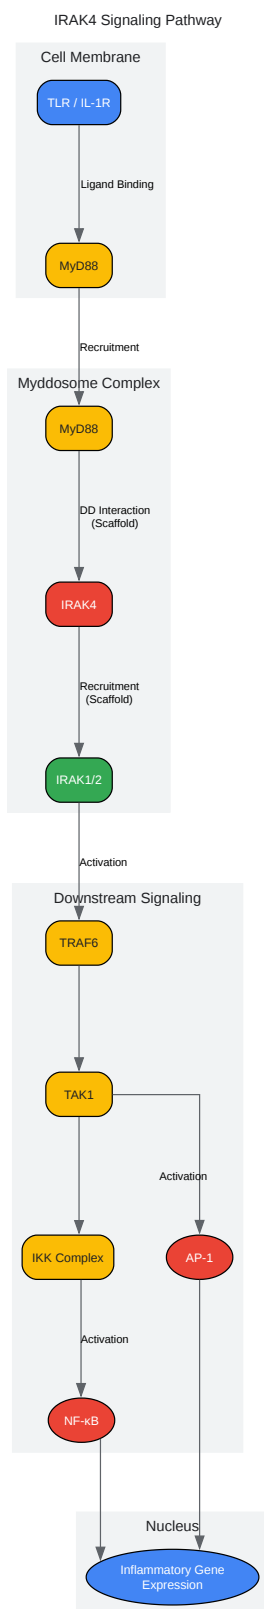 IRAK4 Signaling Pathway
Cell Membrane
TLR / IL-1R
Ligand Binding
MyD88
Recruitment
Myddosome Complex
MyD88
DD Interaction
(Scaffold)
IRAK4
Recruitment
(Scaffold)
IRAK1/2
Activation
Downstream Signaling
TRAF6
TAK1
Activation
IKK Complex
AP-1
Activation
NF-κB
Nucleus
Inflammatory Gene
Expression